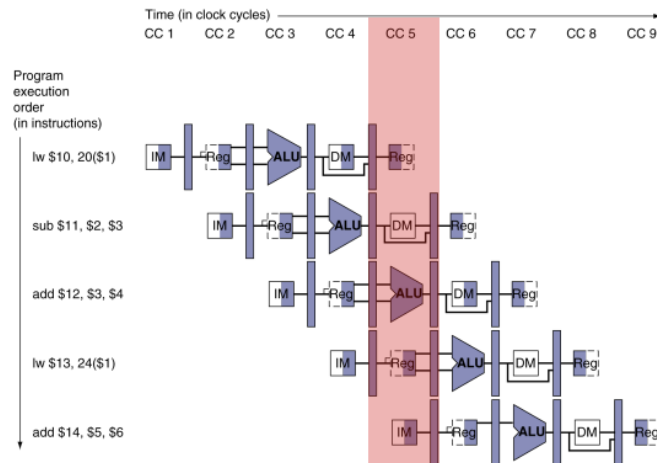 Time (in clock cycles)
CC 1 CC 2 CC 3 CC 4 CC 5 CC 6 CC 7 CC 8 CC 9
Program
execution
order
(in instructions)
lw $10, 20($1) IM Reg ALU DM Reg
sub $11, $2, $3 IM Reg ALU DM Reg
add $12, $3, $4 IM Reg ALU DM Reg
lw $13, 24($1) IM Reg ALU DM Reg
add $14, $5, $6 IM Reg ALU DM Reg